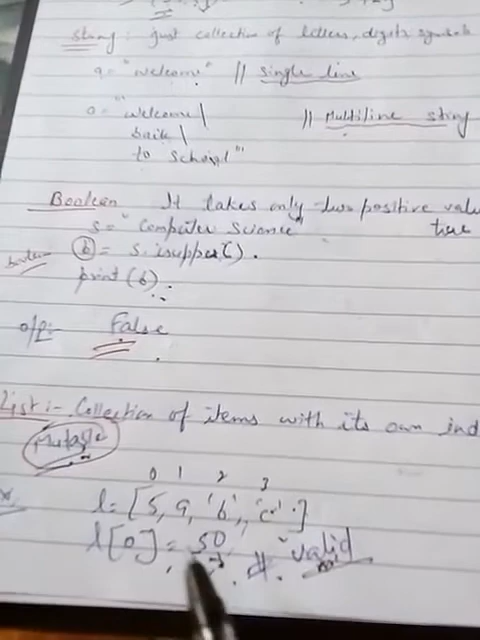 String : just collection of letters, digits, symbols
a = "welcome" // single line
a = '"welcome\ // Multiline string
back\
to school"'
Boolean It takes only two positive valu
s = "Computer Science" true
b = s.isupper().
print(b).
o/p:- False
List :- Collection of items with its own ind
Mutable
0 1 2 3
l = [5, 9, 'b', 'c']
l[0] = 50 # valid